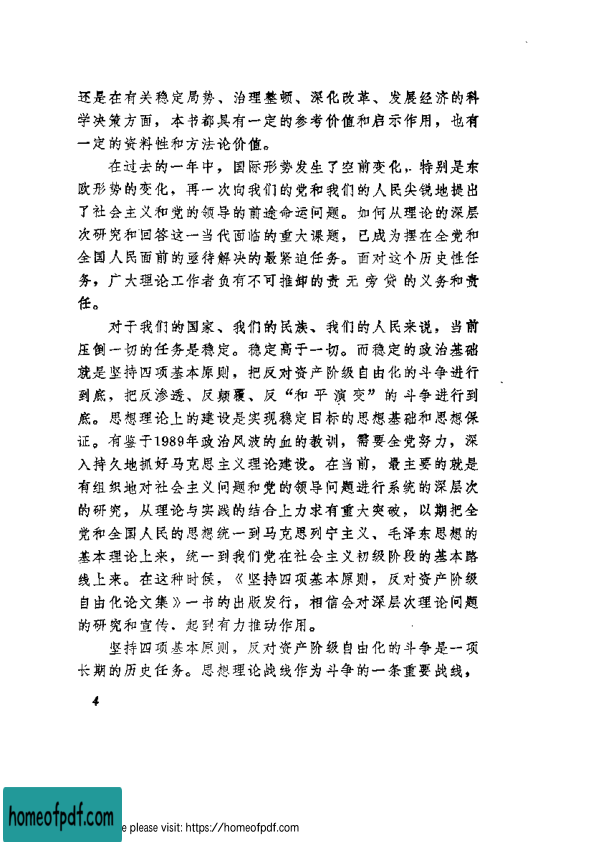 还是在有关稳定局势、治理整顿、深化改革、发展经济的科
学决策方面，本书都具有一定的参考价值和启示作用，也有
一定的资料性和方法论价值。
在过去的一年中，国际形势发生了空前变化，特别是东
欧形势的变化，再一次向我们的党和我们的人民尖锐地提出
了社会主义和党的领导的前途命运问题。如何从理论的深层
次研究和回答这一当代面临的重大课题，已成为摆在全党和
全国人民面前的亟待解决的最紧迫任务。面对这个历史性任
务，广大理论工作者负有不可推卸的责无旁贷的义务和责
任。
对于我们的国家、我们的民族、我们的人民来说，当前
压倒一切的任务是稳定。稳定高于一切。而稳定的政治基础
就是坚持四项基本原则，把反对资产阶级自由化的斗争进行
到底，把反渗透、反颠覆、反“和平演变”的斗争进行到
底。思想理论上的建设是实现稳定目标的思想基础和思想保
证。有鉴于1989年政治风波的血的教训，需要全党努力，深
入持久地抓好马克思主义理论建设。在当前，最主要的就是
有组织地对社会主义问题和党的领导问题进行系统的深层次
的研究，从理论与实践的结合上力求有重大突破，以期把全
党和全国人民的思想统一到马克思列宁主义、毛泽东思想的
基本理论上来，统一到我们党在社会主义初级阶段的基本路
线上来。在这种时侯，《坚持四项基本原则，反对资产阶级
自由化论文集》一书的出版发行，相信会对深层次理论问题
的研究和宣传．起到有力推动作用。
坚持四项基本原则，反对资产阶级自由化的斗争是一项
长期的历史任务。思想理论战线作为斗争的一条重要战线，
4
homeofpdf.com
e please visit: https://homeofpdf.com